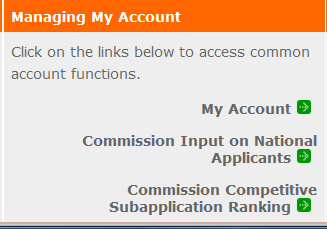 Managing My Account
Click on the links below to access common
account functions.
My Account
Commission Input on National
Applicants
Commission Competitive
Subapplication Ranking